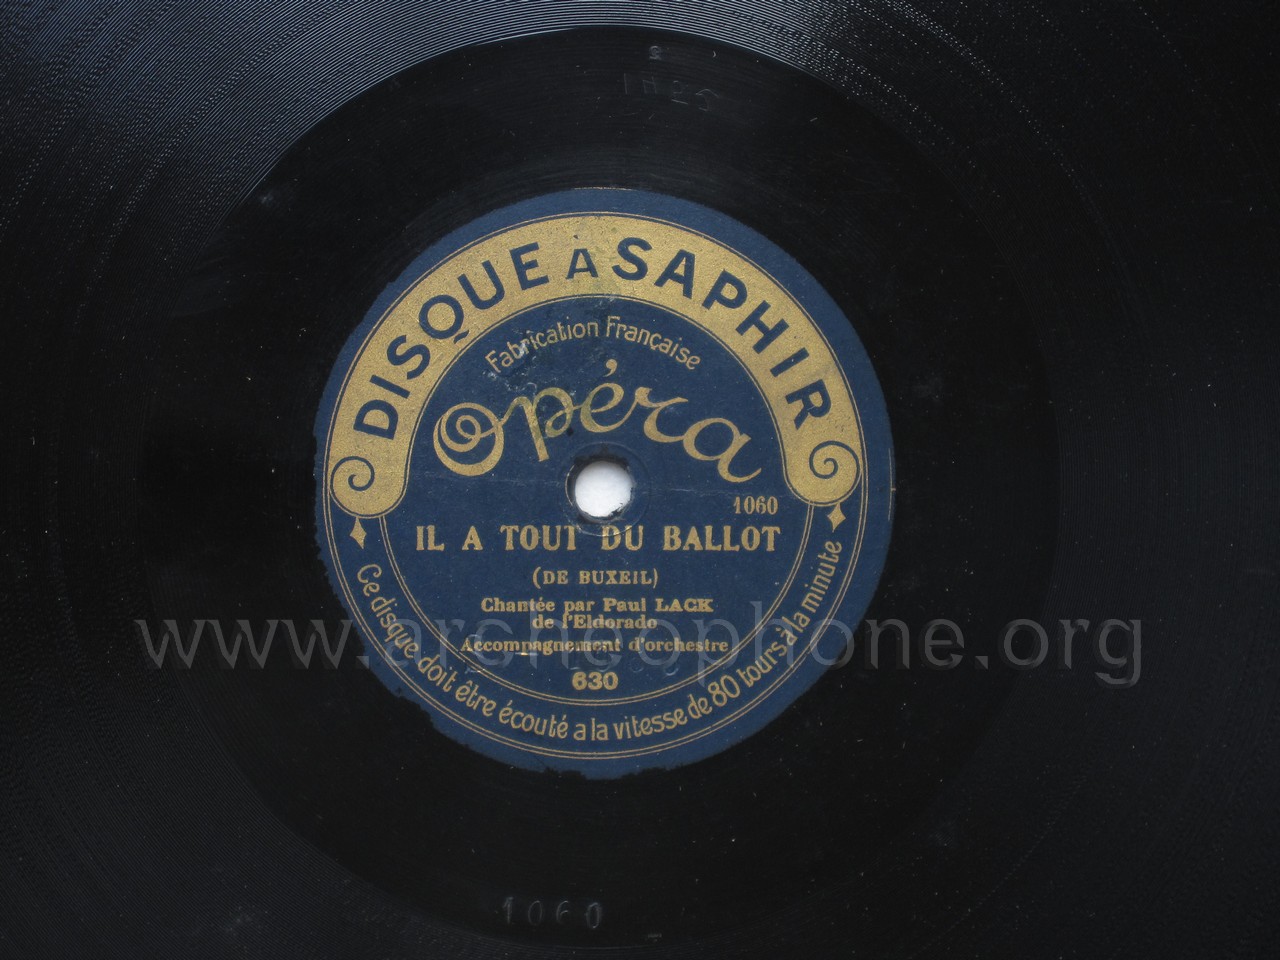 DISQUE A SAPHIR
Fabrication Française
Opéra
1060
IL A TOUT DU BALLOT
(DE BUXEIL)
Chantée par Paul LACK
de l'Eldorado
Accompagnement d'orchestre
630
Ce disque doit être écouté a la vitesse de 80 tours à la minute
www.archeophone.org
1060